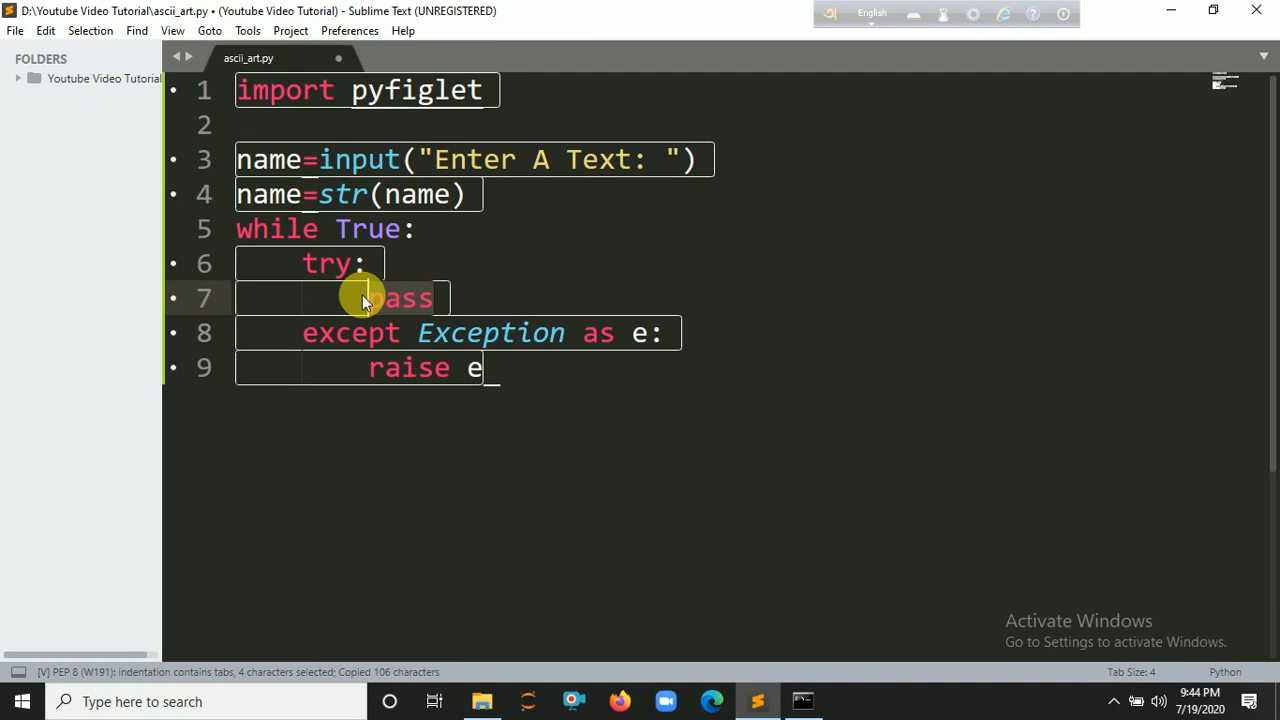 D:\Youtube Video Tutorial\ascii_art.py • (Youtube Video Tutorial) - Sublime Text (UNREGISTERED)
অ English
File Edit Selection Find View Goto Tools Project Preferences Help
FOLDERS
Youtube Video Tutorial
ascii_art.py
1 import pyfiglet
2
3 name=input("Enter A Text: ")
4 name=str(name)
5 while True:
6 try:
7 pass
8 except Exception as e:
9 raise e
Activate Windows
Go to Settings to activate Windows.
[V] PEP 8 (W191): indentation contains tabs, 4 characters selected; Copied 106 characters
Tab Size: 4
Python
Type here to search
9:44 PM
7/19/2020